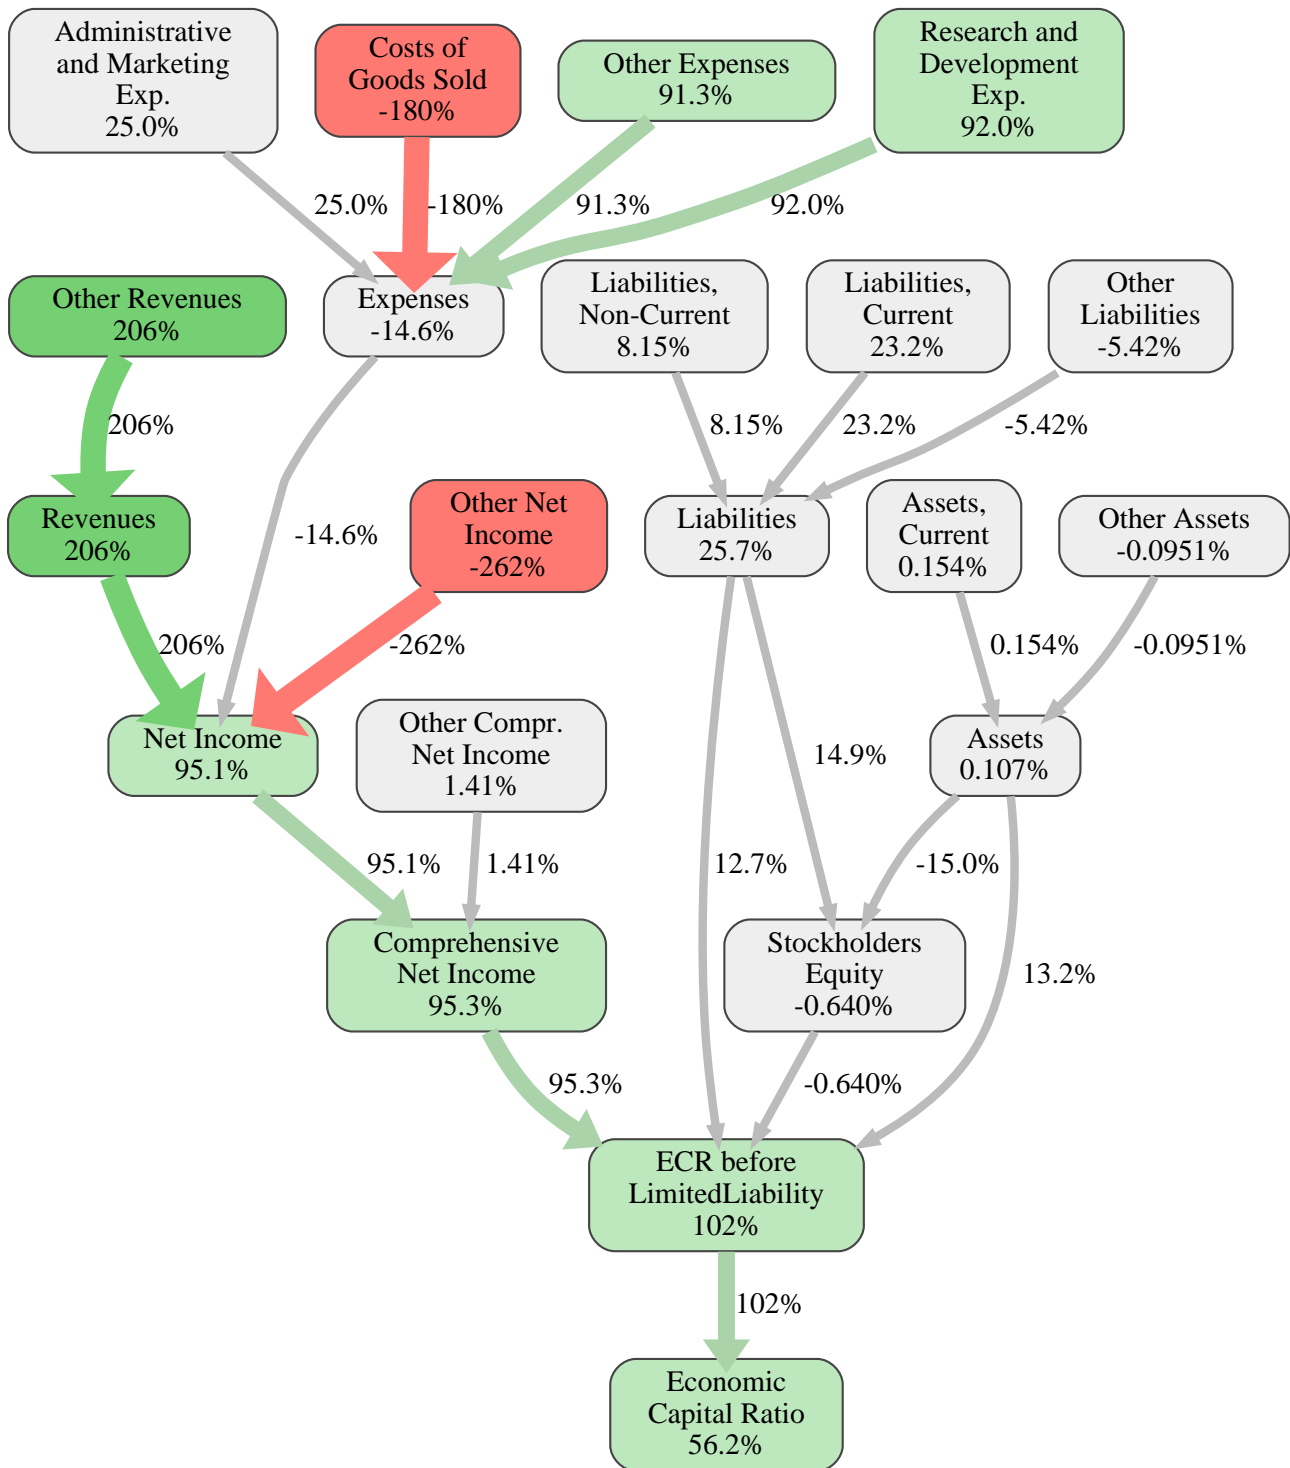 Administrative
and Marketing
Exp.
25.0%
Costs of
Goods Sold
-180%
Other Expenses
91.3%
Research and
Development
Exp.
92.0%
25.0%
-180%
91.3%
92.0%
Other Revenues
206%
Expenses
-14.6%
Liabilities,
Non-Current
8.15%
Liabilities,
Current
23.2%
Other
Liabilities
-5.42%
206%
8.15%
23.2%
-5.42%
Revenues
206%
-14.6%
Other Net
Income
-262%
Liabilities
25.7%
Assets,
Current
0.154%
Other Assets
-0.0951%
206%
-262%
0.154%
-0.0951%
Net Income
95.1%
Other Compr.
Net Income
1.41%
14.9%
Assets
0.107%
95.1%
1.41%
12.7%
-15.0%
Comprehensive
Net Income
95.3%
Stockholders
Equity
-0.640%
13.2%
95.3%
-0.640%
ECR before
LimitedLiability
102%
102%
Economic
Capital Ratio
56.2%